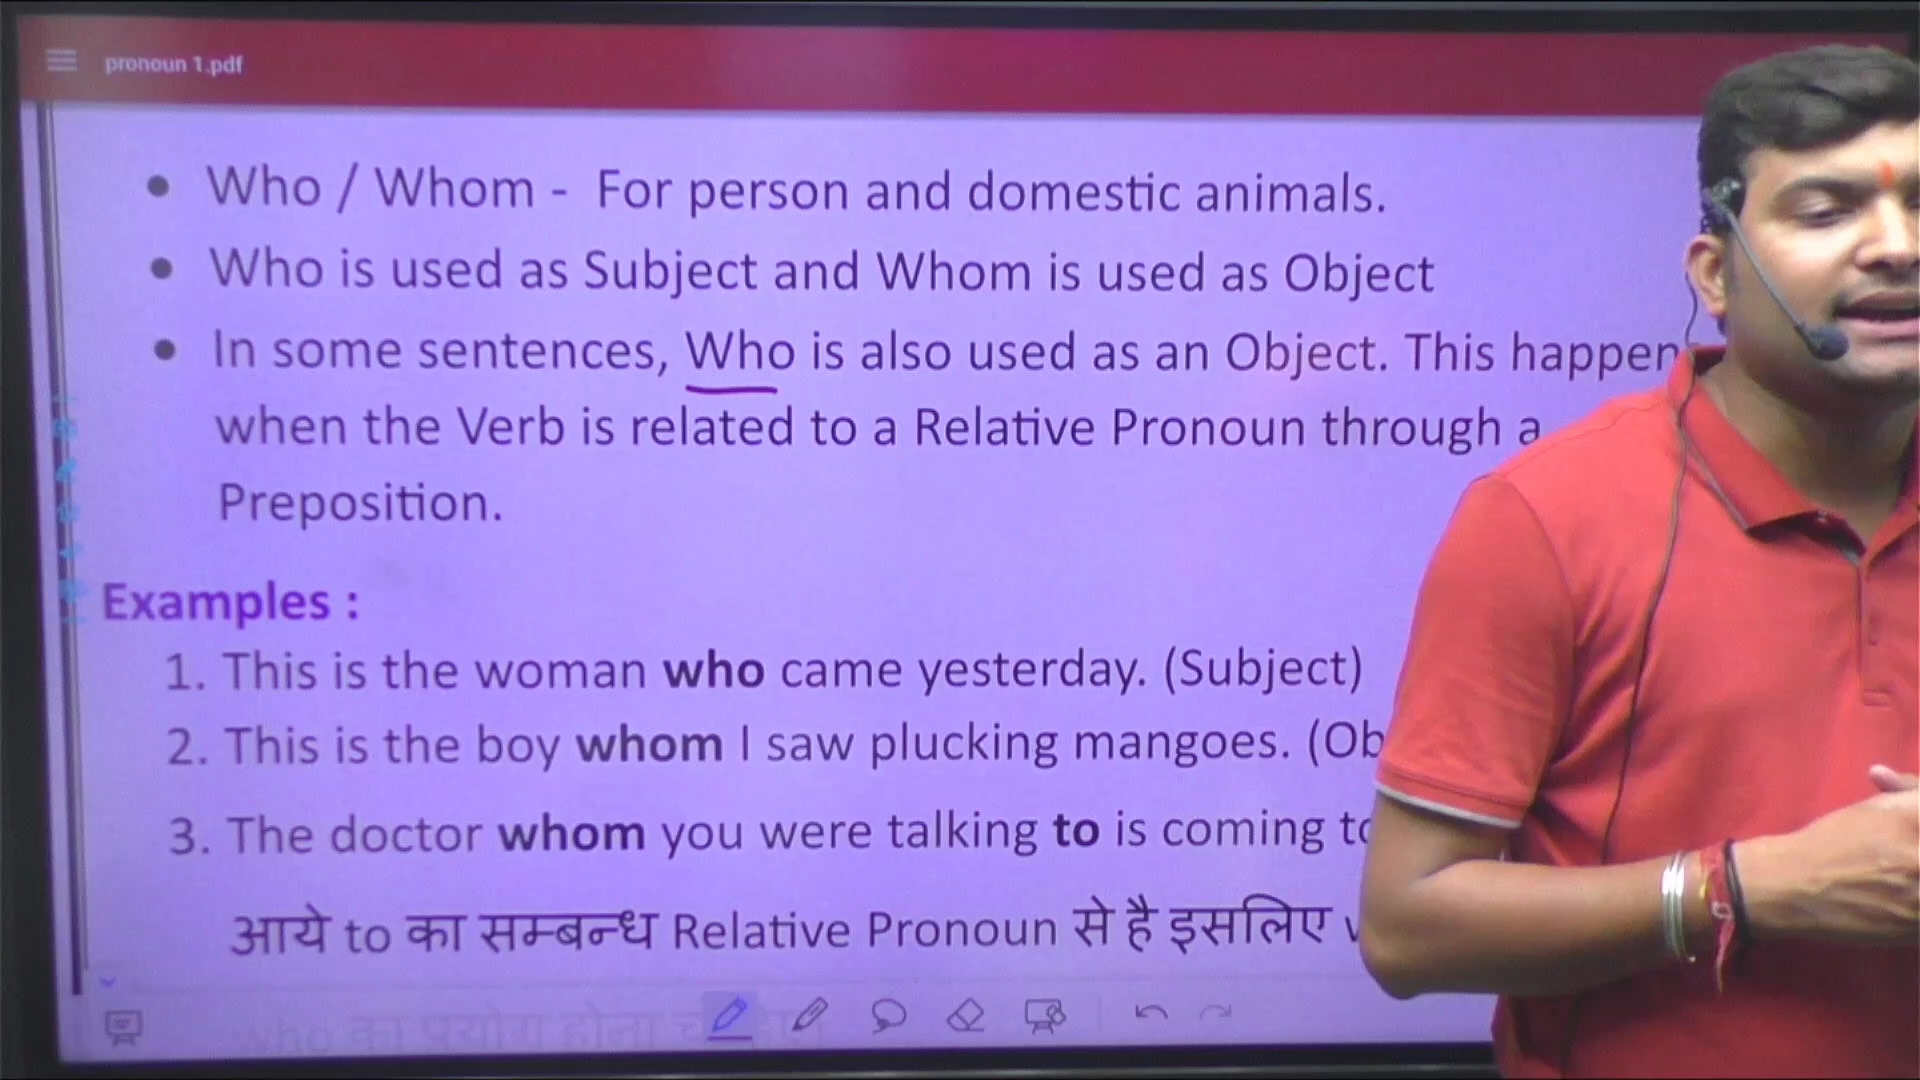 pronoun 1.pdf
• Who / Whom - For person and domestic animals.
• Who is used as Subject and Whom is used as Object
• In some sentences, Who is also used as an Object. This happen
when the Verb is related to a Relative Pronoun through a
Preposition.
Examples :
1. This is the woman who came yesterday. (Subject)
2. This is the boy whom I saw plucking mangoes. (Ob
3. The doctor whom you were talking to is coming to
आये to का सम्बन्ध Relative Pronoun से है इसलिए
who का प्रयोग होना